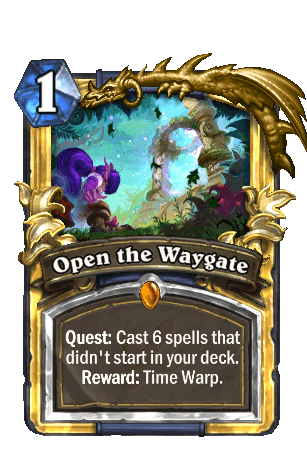 1
Open the Waygate
Quest: Cast 6 spells that
didn't start in your deck.
Reward: Time Warp.